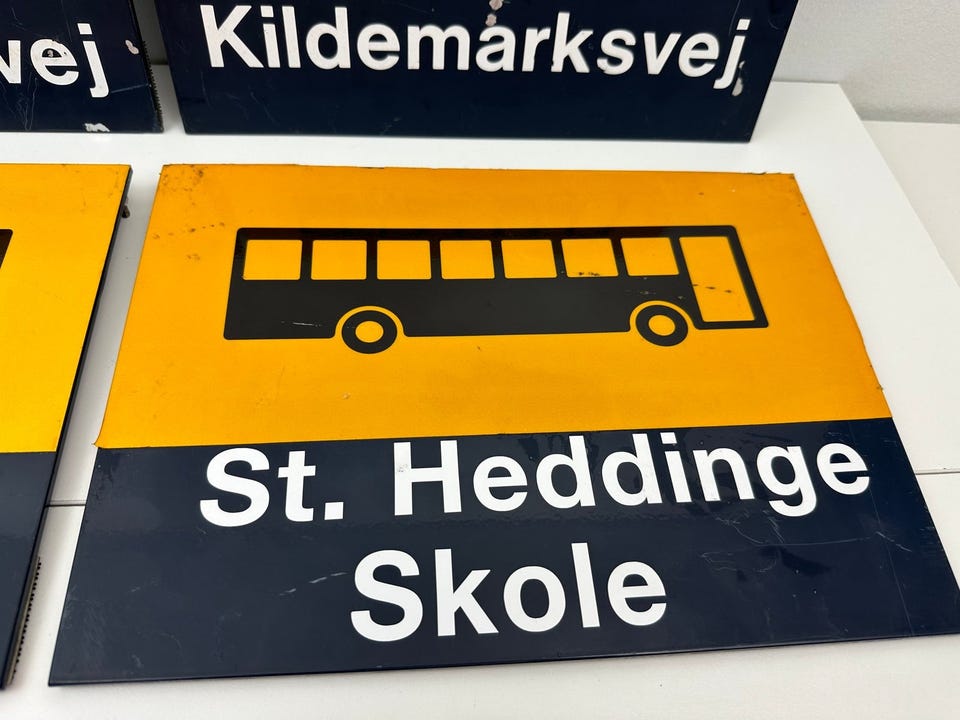 vej
Kildemarksvej
St. Heddinge
Skole